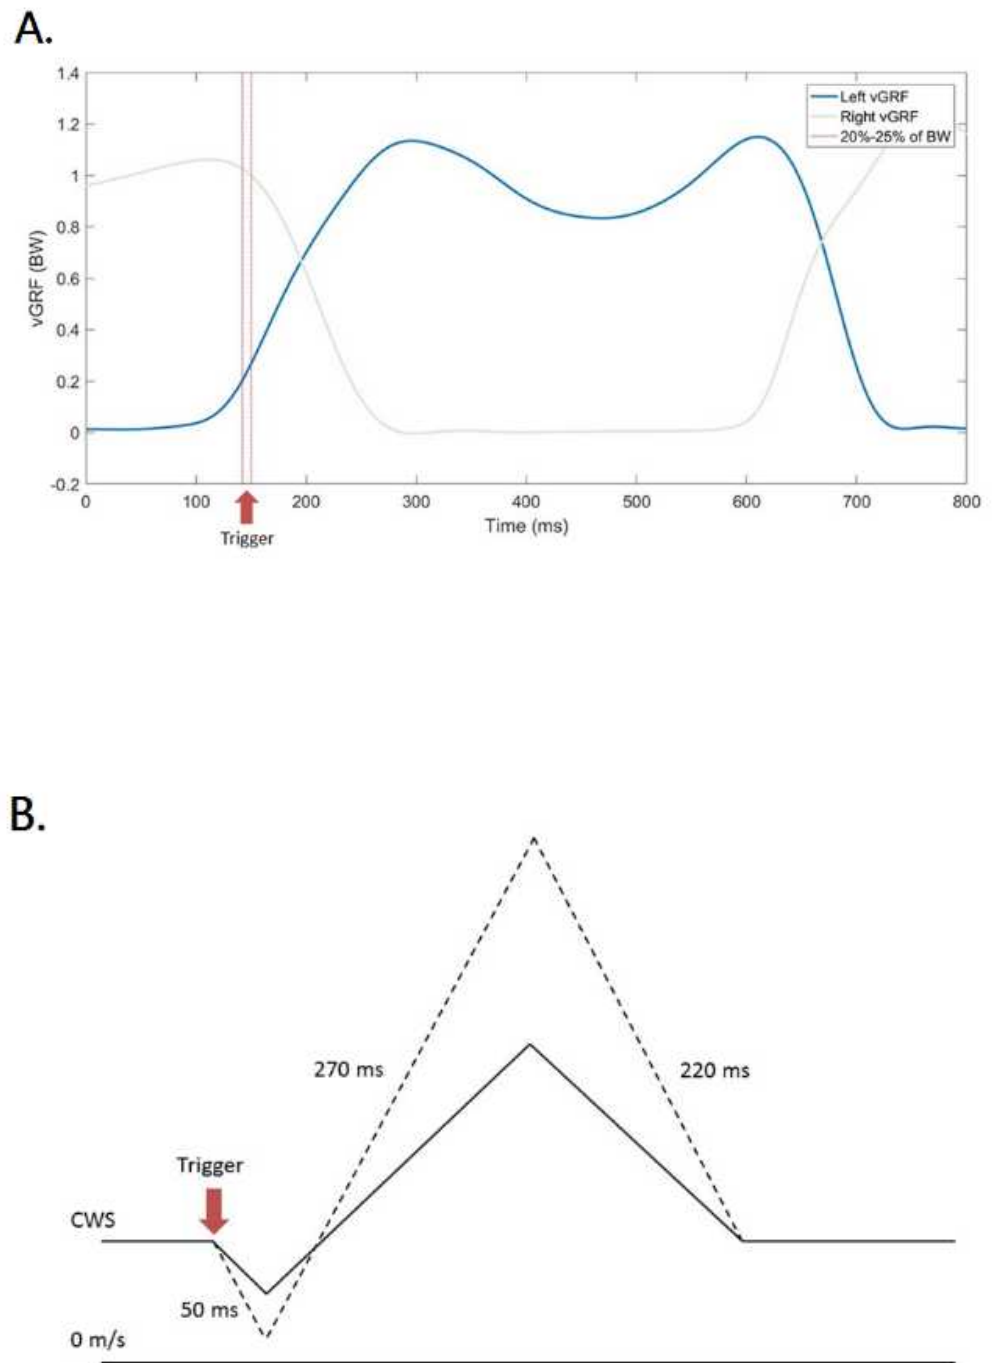 A.
1.4
1.2
1
0.8
0.6
0.4
0.2
0
-0.2
vGRF (BW)
Left vGRF
Right vGRF
20%-25% of BW
0 100 200 300 400 500 600 700 800
Time (ms)
Trigger
B.
270 ms
220 ms
Trigger
CWS
50 ms
0 m/s